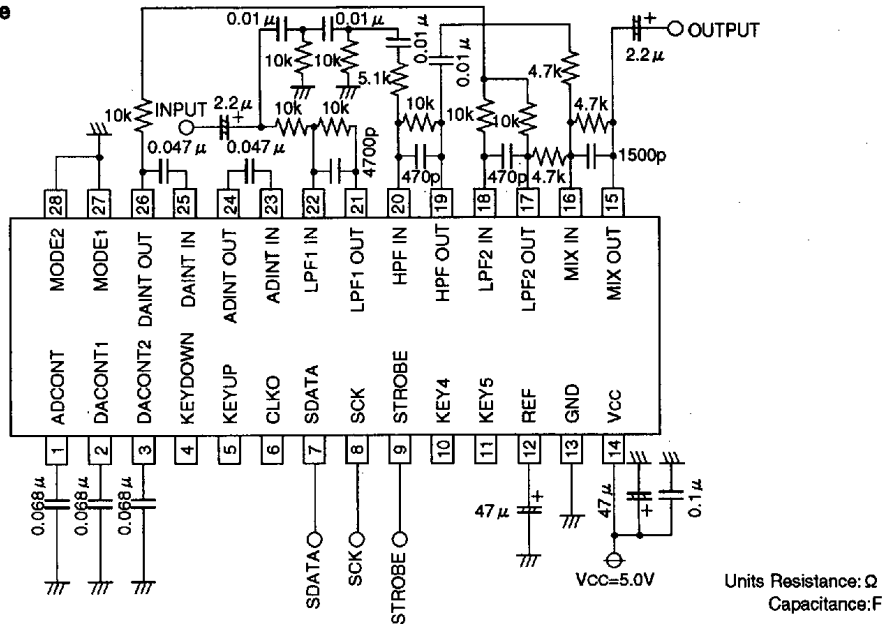 e
0.01μ 0.01μ
OUTPUT
2.2μ
10k 10k
5.1k
0.01μ
0.01μ
4.7k
10k
INPUT
2.2μ
10k 10k
10k
10k
10k
4.7k
0.047μ 0.047μ
4700p
470p
470p
4.7k
1500p
28 27 26 25 24 23 22 21 20 19 18 17 16 15
MODE2
MODE1
DAINT OUT
DAINT IN
ADINT OUT
ADINT IN
LPF1 IN
LPF1 OUT
HPF IN
HPF OUT
LPF2 IN
LPF2 OUT
MIX IN
MIX OUT
ADCONT
DACONT1
DACONT2
KEYDOWN
KEYUP
CLKO
SDATA
SCK
STROBE
KEY4
KEY5
REF
GND
VCC
1 2 3 4 5 6 7 8 9 10 11 12 13 14
0.068μ
0.068μ
0.068μ
47μ
47μ
0.1μ
SDATA
SCK
STROBE
VCC=5.0V
Units Resistance: Ω
Capacitance:F